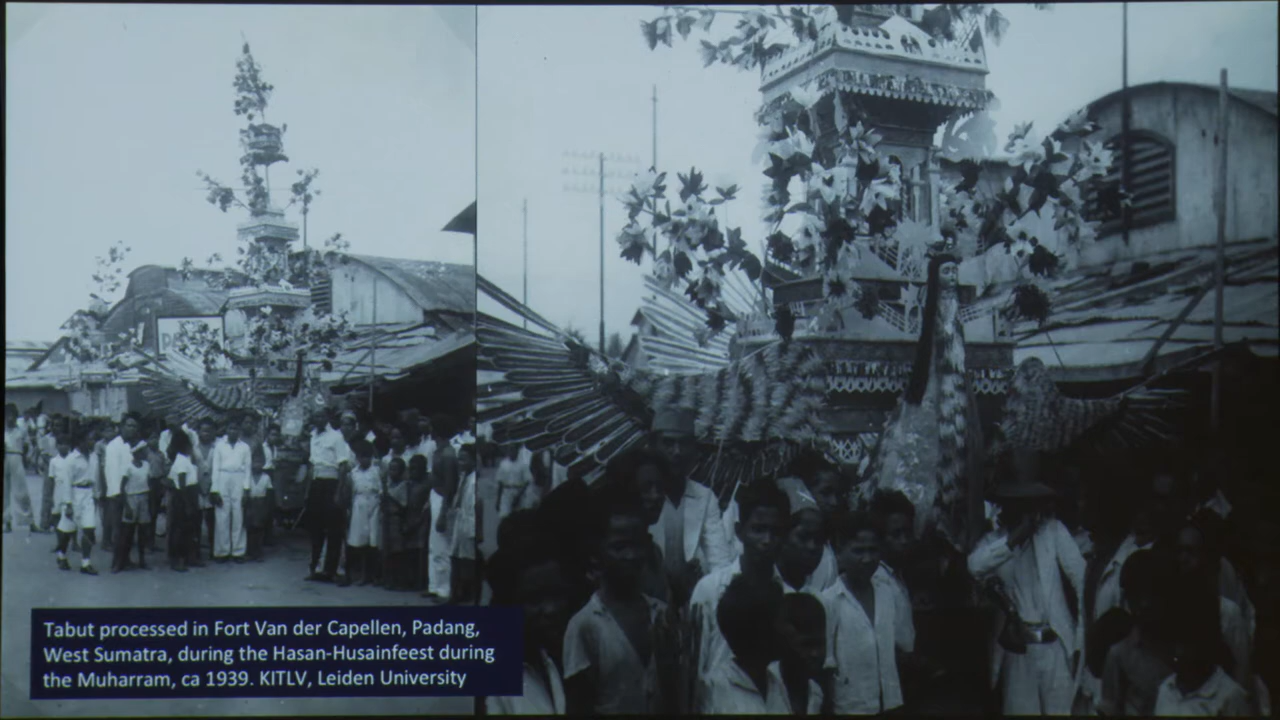 Tabut processed in Fort Van der Capellen, Padang,
West Sumatra, during the Hasan-Husainfeest during
the Muharram, ca 1939. KITLV, Leiden University